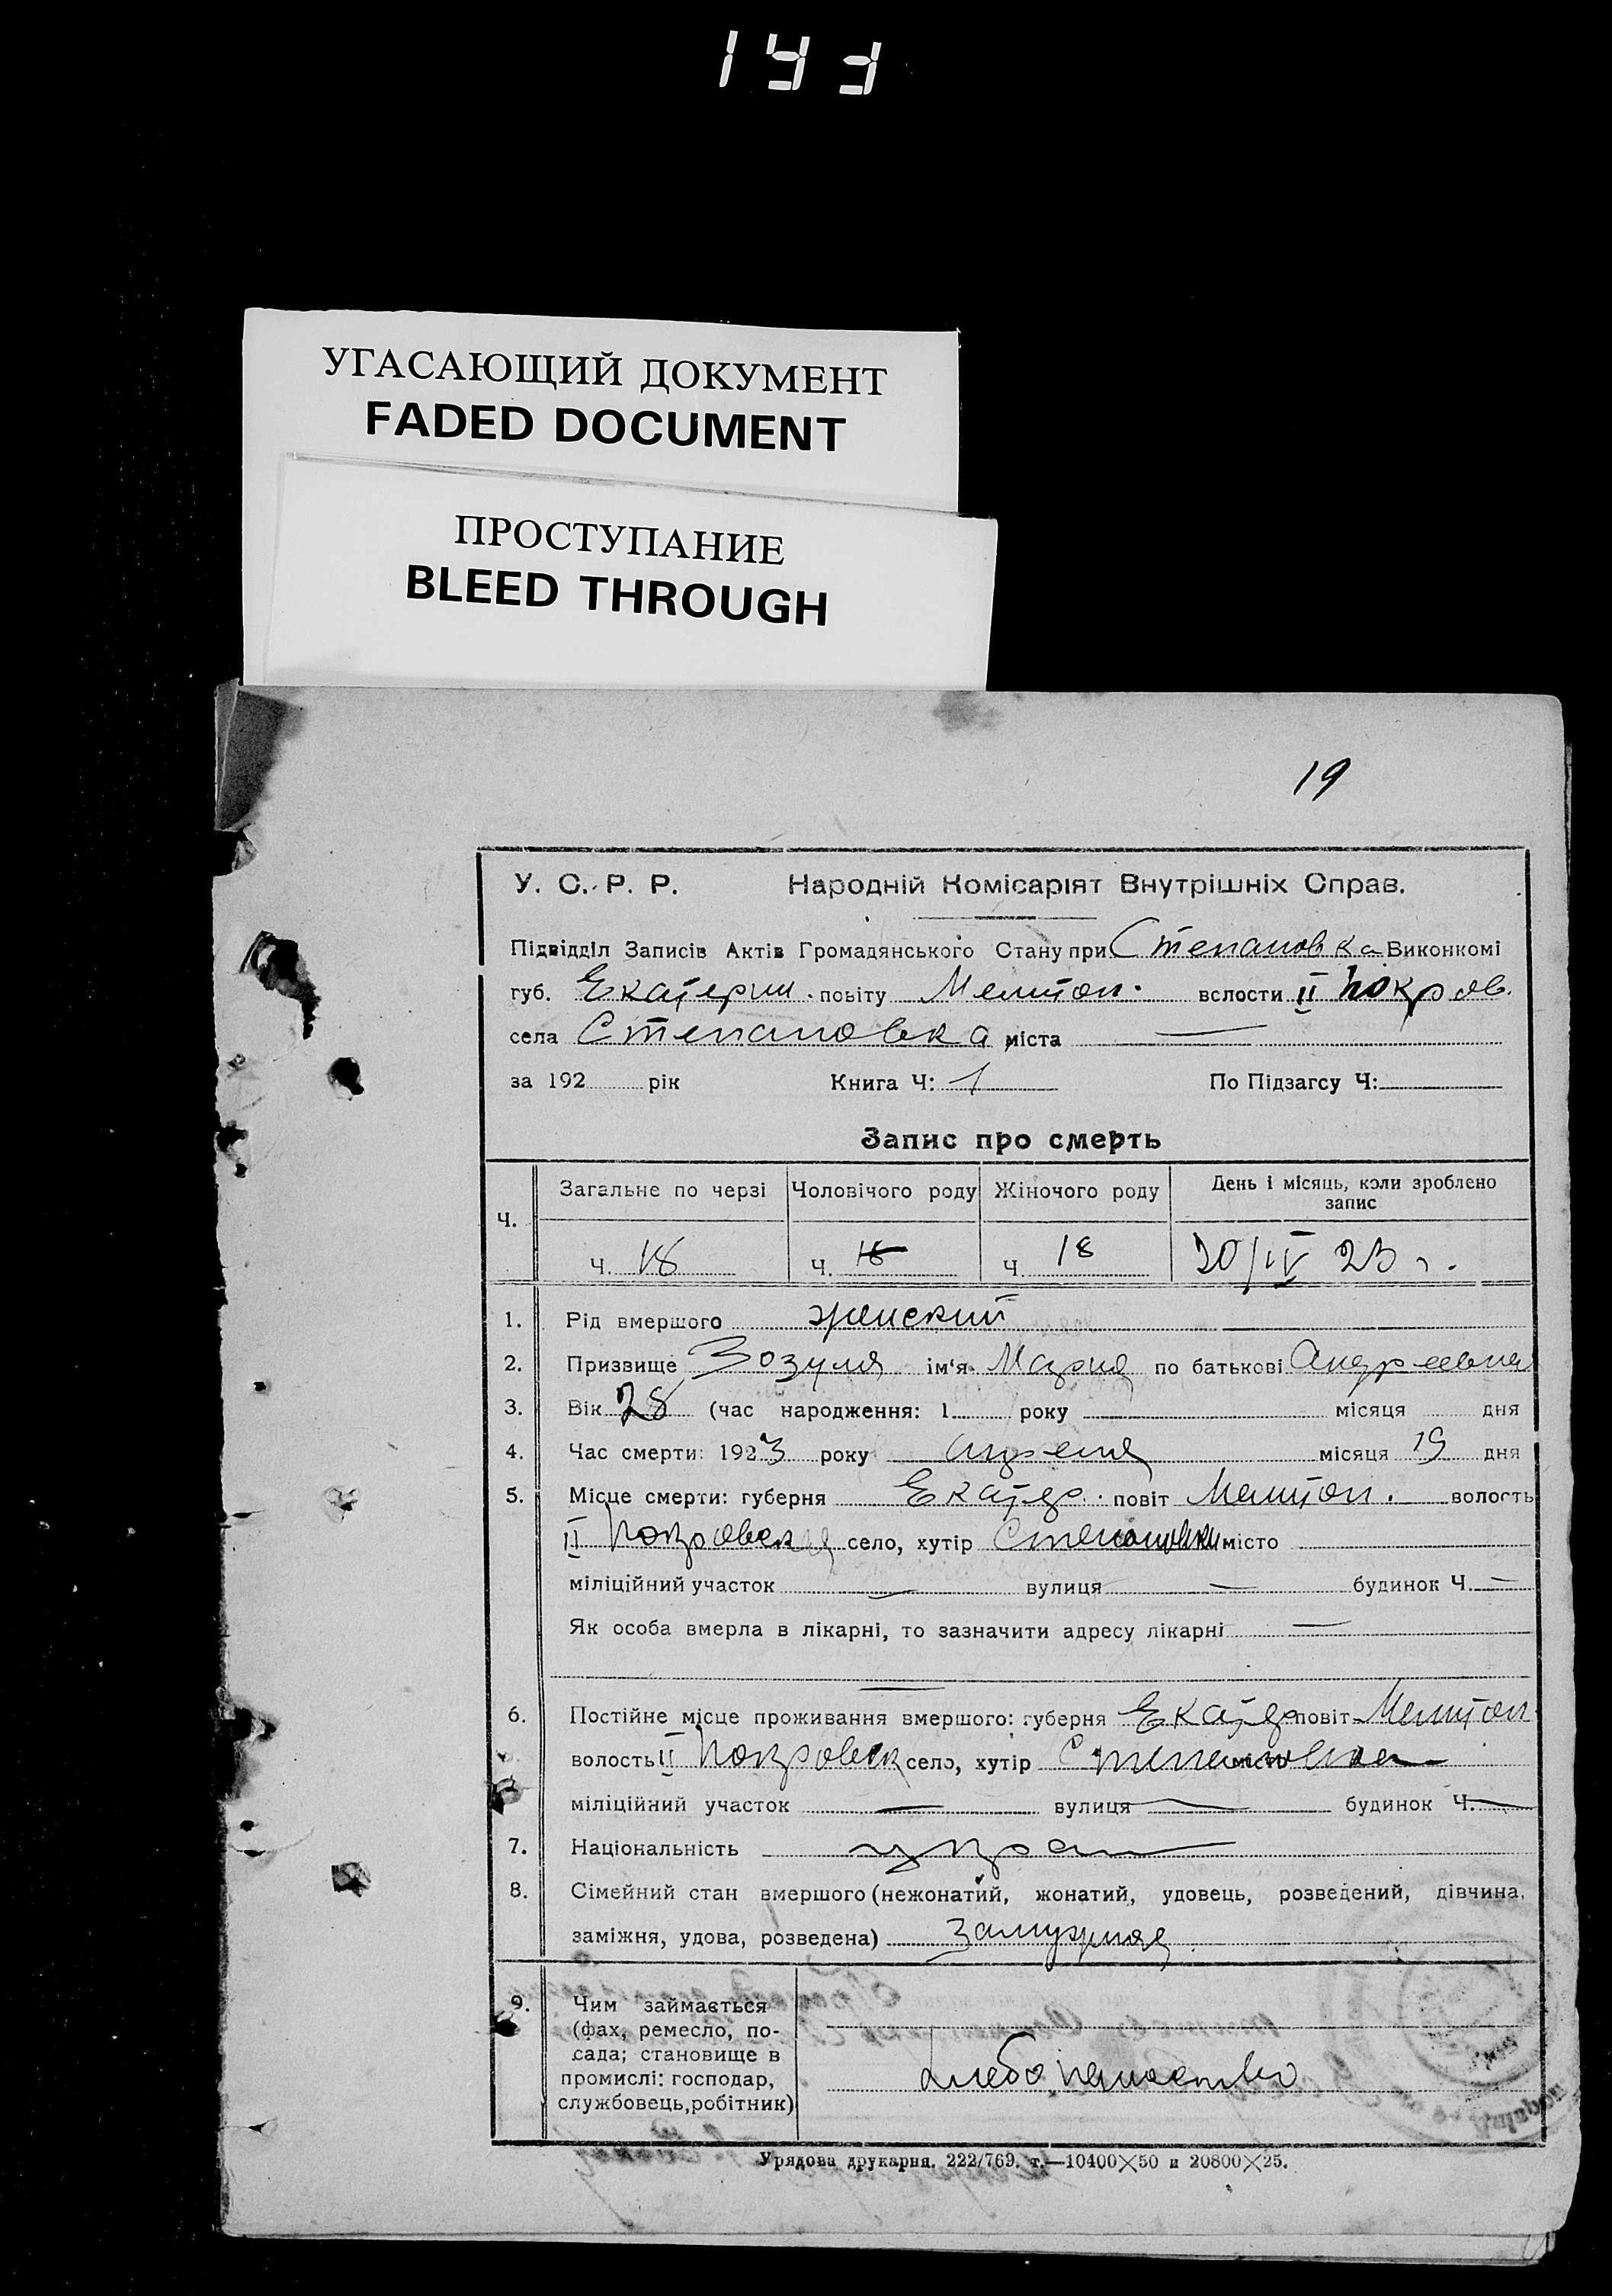 143
УГАСАЮЩИЙ ДОКУМЕНТ
FADED DOCUMENT
ПРОСТУПАНИЕ
BLEED THROUGH
19
У. С. Р. Р. Народній Комісаріят Внутрішніх Справ.
Підвідділ Записів Актів Громадянського Стану при Степановка Виконкомі
губ. Екатерин. повіту Мелитоп. вслости II Покров.
села Степановка міста —
за 192 рік Книга Ч: 1 По Підзагсу Ч:
Запис про смерть
Ч. Загальне по черзі Чоловічого роду Жіночого роду День і місяць, коли зроблено запис
Ч. 18 Ч. 18 Ч 18 20/IV 23 г.
1. Рід вмершого женский
2. Призвище Зозуля ім'я Мария по батькові Андреевна
3. Вік 28 (час народження: 1 року місяця дня
4. Час смерти: 1923 року апреля місяця 19 дня
5. Місце смерти: губерня Екатер. повіт Мелитоп. волость
II Покровская село, хутір Степановка місто
міліційний участок — вулиця — будинок Ч. —
Як особа вмерла в лікарні, то зазначити адресу лікарні —
—
6. Постійне місце проживання вмершого: губерня Екатер повіт Мелитоп
волость II Покровск село, хутір Степановка місто
міліційний участок — вулиця — будинок Ч. —
7. Національність украин
8. Сімейний стан вмершого (нежонатий, жонатий, удовець, розведений, дівчина,
заміжня, удова, розведена) замужняя
9. Чим займається
(фах, ремесло, по-
сада; становище в
промислі: господар,
службовець, робітник)
хлебопашество
Урядова друкарня. 222/769. т.—10400×50 и 20800×25.